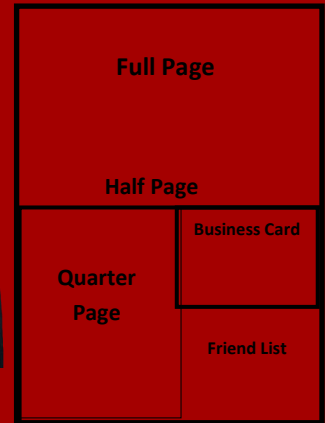 Full Page
Half Page
Business Card
Quarter
Page
Friend List